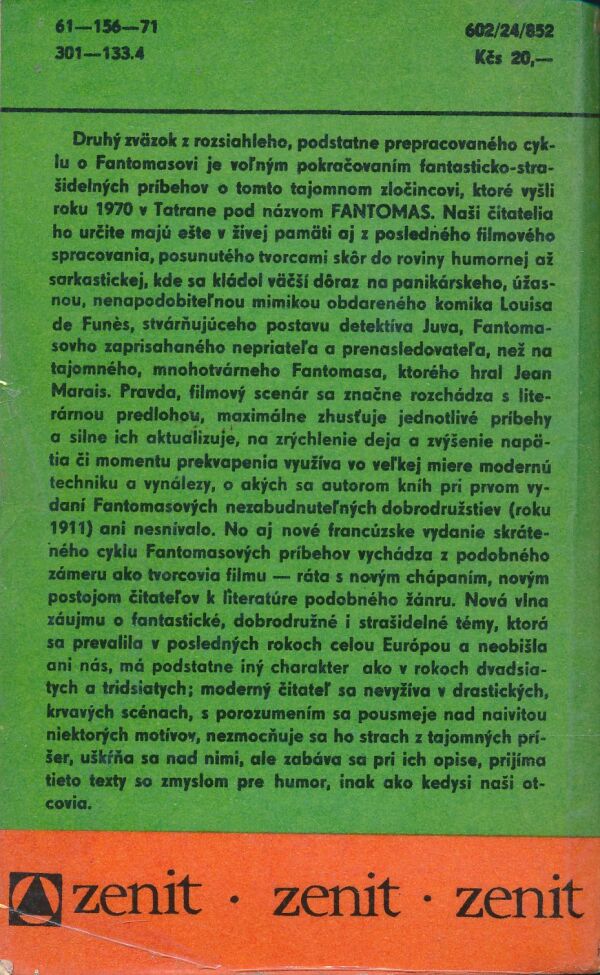 61—156—71
301—133.4
602/24/852
Kčs 20,—
Druhý zväzok z rozsiahleho, podstatne prepracovaného cyk-
lu o Fantomasovi je voľným pokračovaním fantasticko-stra-
šidelných príbehov o tomto tajomnom zločincovi, ktoré vyšli
roku 1970 v Tatrane pod názvom FANTOMAS. Naši čitatelia
ho určite majú ešte v živej pamäti aj z posledného filmového
spracovania, posunutého tvorcami skôr do roviny humornej až
sarkastickej, kde sa kládol väčší dôraz na panikárskeho, úžas-
nou, nenapodobiteľnou mimikou obdareného komika Louisa
de Funès, stvárňujúceho postavu detektíva Juva, Fantoma-
sovho zaprisahaného nepriateľa a prenasledovateľa, než na
tajomného, mnohotvárneho Fantomasa, ktorého hral Jean
Marais. Pravda, filmový scenár sa značne rozchádza s lite-
rárnou predlohou, maximálne zhusťuje jednotlivé príbehy
a silne ich aktualizuje, na zrýchlenie deja a zvýšenie napä-
tia či momentu prekvapenia využíva vo veľkej miere modernú
techniku a vynálezy, o akých sa autorom kníh pri prvom vy-
daní Fantomasových nezabudnuteľných dobrodružstiev (roku
1911) ani nesnívalo. No aj nové francúzske vydanie skráte-
ného cyklu Fantomasových príbehov vychádza z podobného
zámeru ako tvorcovia filmu — ráta s novým chápaním, novým
postojom čitateľov k literatúre podobného žánru. Nová vlna
záujmu o fantastické, dobrodružné i strašidelné témy, ktorá
sa prevalila v posledných rokoch celou Európou a neobišla
ani nás, má podstatne iný charakter ako v rokoch dvadsia-
tych a tridsiatych; moderný čitateľ sa nevyžíva v drastických,
krvavých scénach, s porozumením sa pousmeje nad naivitou
niektorých motívov, nezmocňuje sa ho strach z tajomných prí-
šer, uškŕňa sa nad nimi, ale zabáva sa pri ich opise, prijíma
tieto texty so zmyslom pre humor, inak ako kedysi naši ot-
covia.
zenit · zenit · zenit